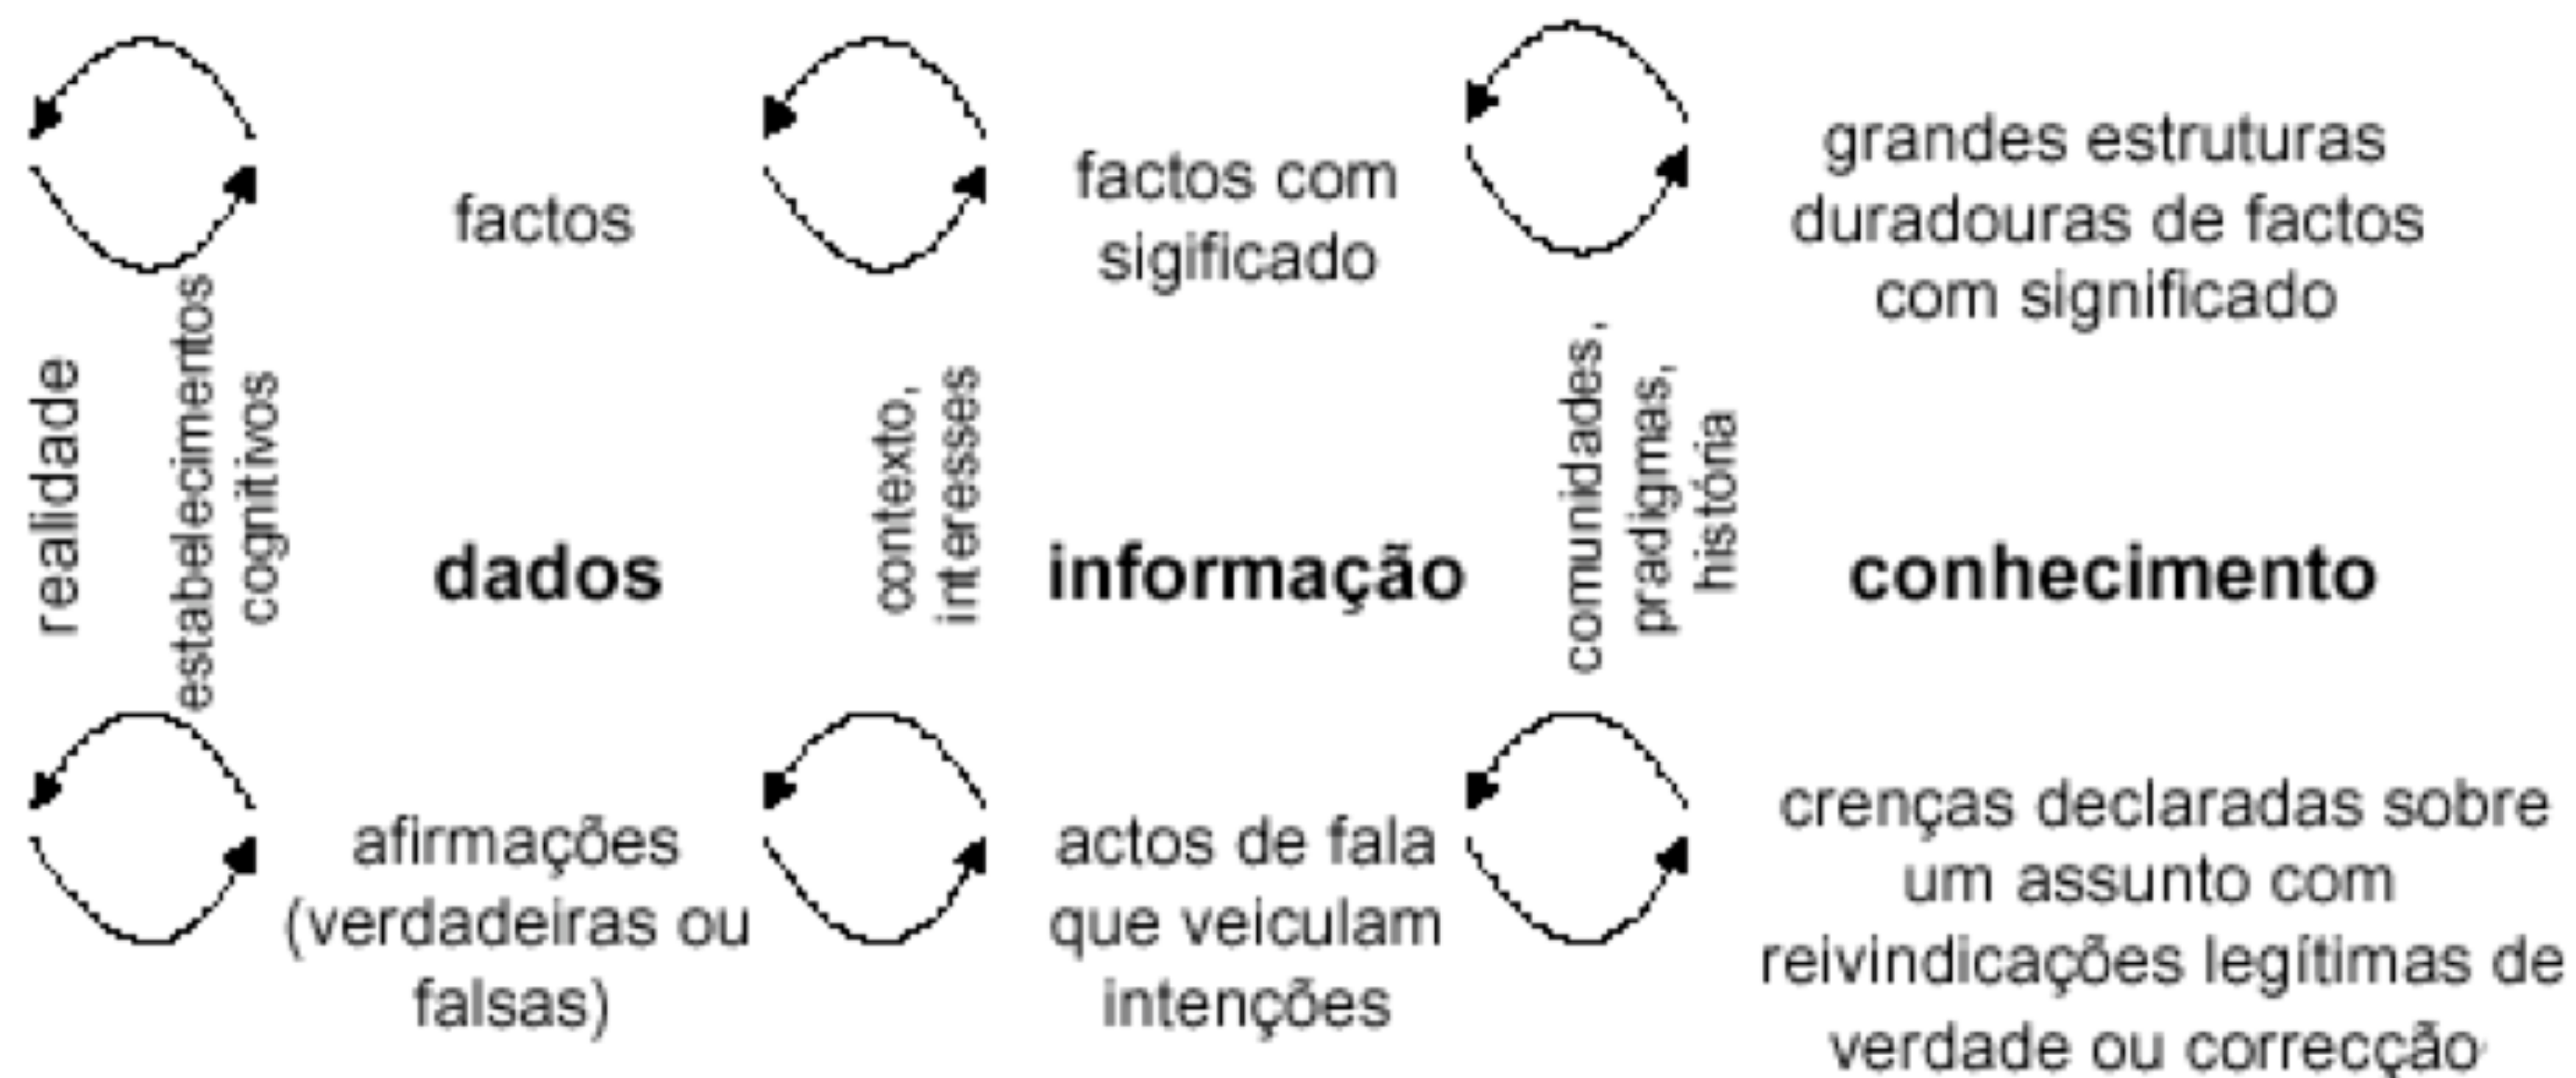 factos
factos com
sigificado
grandes estruturas
duradouras de factos
com significado
realidade
estabelecimentos
cognitivos
dados
contexto,
interesses
informação
comunidades,
pradigmas,
história
conhecimento
afirmações
(verdadeiras ou
falsas)
actos de fala
que veiculam
intenções
crenças declaradas sobre
um assunto com
reivindicações legítimas de
verdade ou correcção